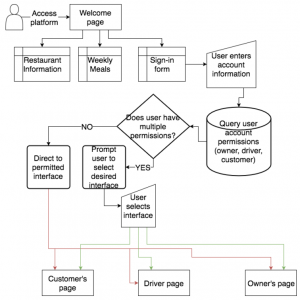 Access
platform
Welcome
page
Restaurant
Information
Weekly
Meals
Sign-in
form
User enters
account
information
Does user have
multiple
permissions?
Query user
account
permissions
(owner, driver,
customer)
NO
YES
Direct to
permitted
interface
Prompt
user to
select
desired
interface
User
selects
interface
Customer's
page
Driver page
Owner's page